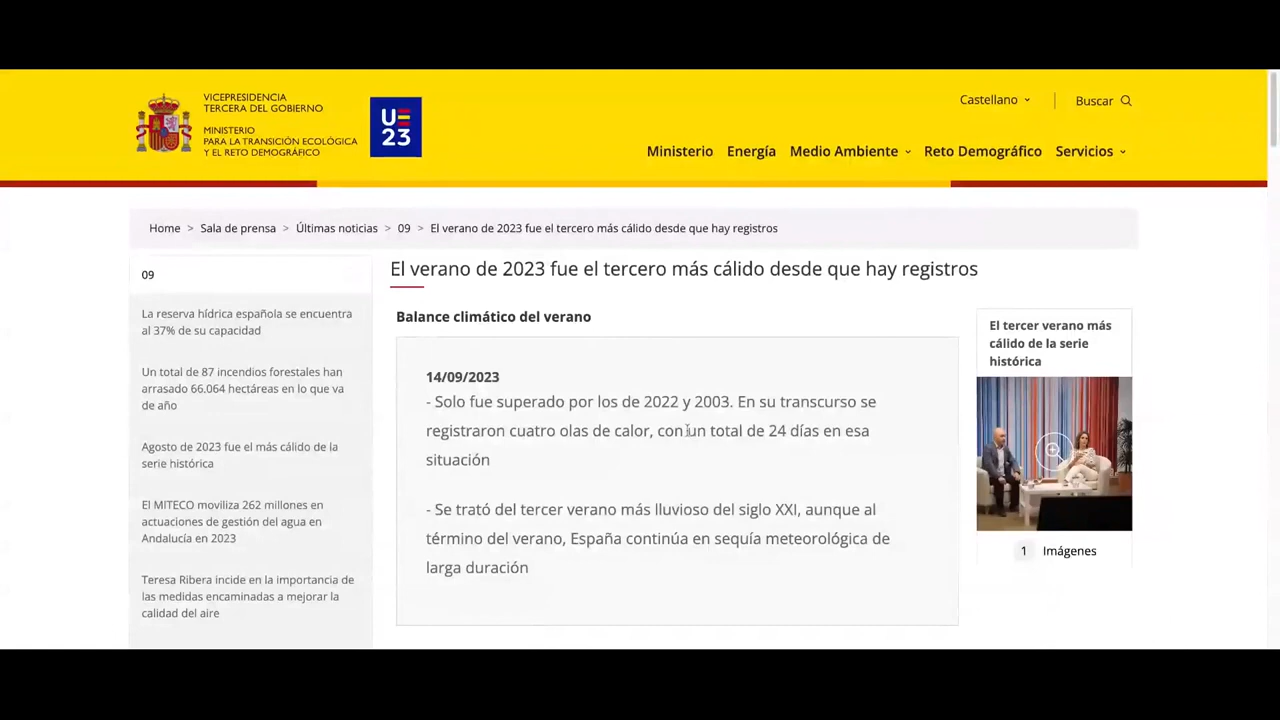 VICEPRESIDENCIA
TERCERA DEL GOBIERNO
MINISTERIO
PARA LA TRANSICIÓN ECOLÓGICA
Y EL RETO DEMOGRÁFICO
UE
23
Castellano
Buscar
Ministerio Energía Medio Ambiente Reto Demográfico Servicios
Home > Sala de prensa > Últimas noticias > 09 > El verano de 2023 fue el tercero más cálido desde que hay registros
09
La reserva hídrica española se encuentra
al 37% de su capacidad
Un total de 87 incendios forestales han
arrasado 66.064 hectáreas en lo que va
de año
Agosto de 2023 fue el más cálido de la
serie histórica
El MITECO moviliza 262 millones en
actuaciones de gestión del agua en
Andalucía en 2023
Teresa Ribera incide en la importancia de
las medidas encaminadas a mejorar la
calidad del aire
El verano de 2023 fue el tercero más cálido desde que hay registros
Balance climático del verano
14/09/2023
- Solo fue superado por los de 2022 y 2003. En su transcurso se
registraron cuatro olas de calor, con un total de 24 días en esa
situación
- Se trató del tercer verano más lluvioso del siglo XXI, aunque al
término del verano, España continúa en sequía meteorológica de
larga duración
El tercer verano más
cálido de la serie
histórica
1 Imágenes